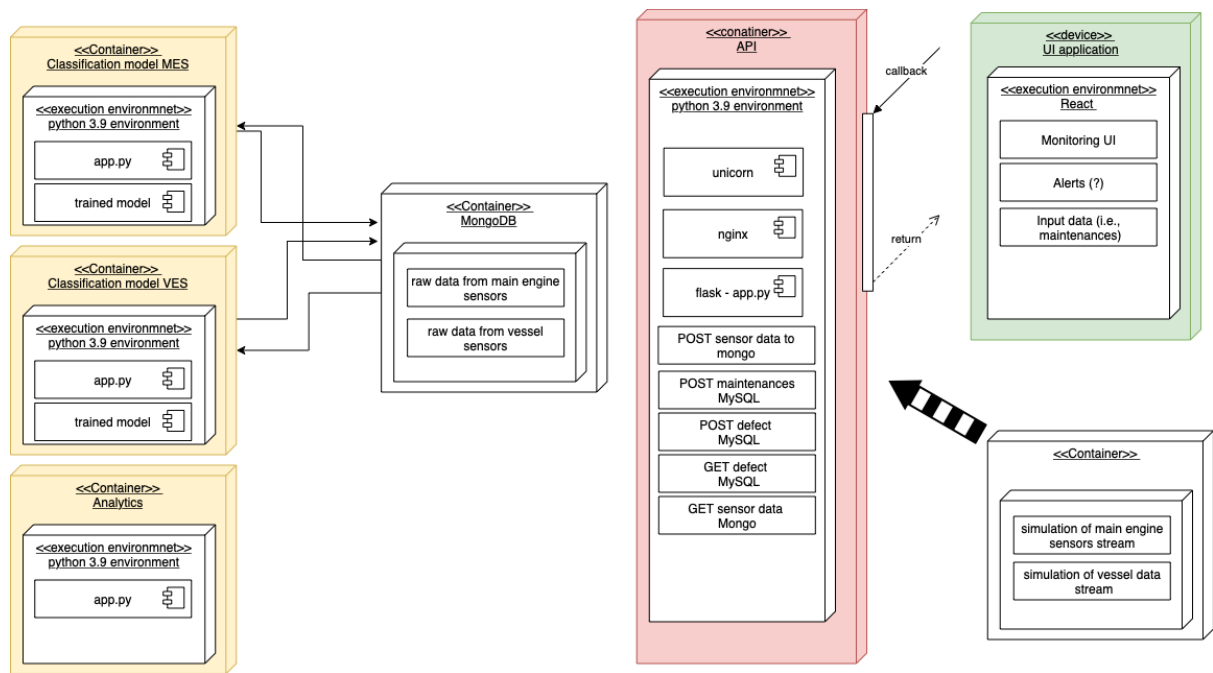 <<Container>>
Classification model MES
<<execution environmnet>>
python 3.9 environment
app.py
trained model
<<Container>>
Classification model VES
<<execution environmnet>>
python 3.9 environment
app.py
trained model
<<Container>>
Analytics
<<execution environmnet>>
python 3.9 environment
app.py
<<Container>>
MongoDB
raw data from main engine
sensors
raw data from vessel
sensors
<<conatiner>>
API
<<execution environmnet>>
python 3.9 environment
unicorn
nginx
flask - app.py
POST sensor data to
mongo
POST maintenances
MySQL
POST defect
MySQL
GET defect
MySQL
GET sensor data
Mongo
callback
return
<<device>>
UI application
<<execution environmnet>>
React
Monitoring UI
Alerts (?)
Input data (i.e.,
maintenances)
<<Container>>
simulation of main engine
sensors stream
simulation of vessel data
stream